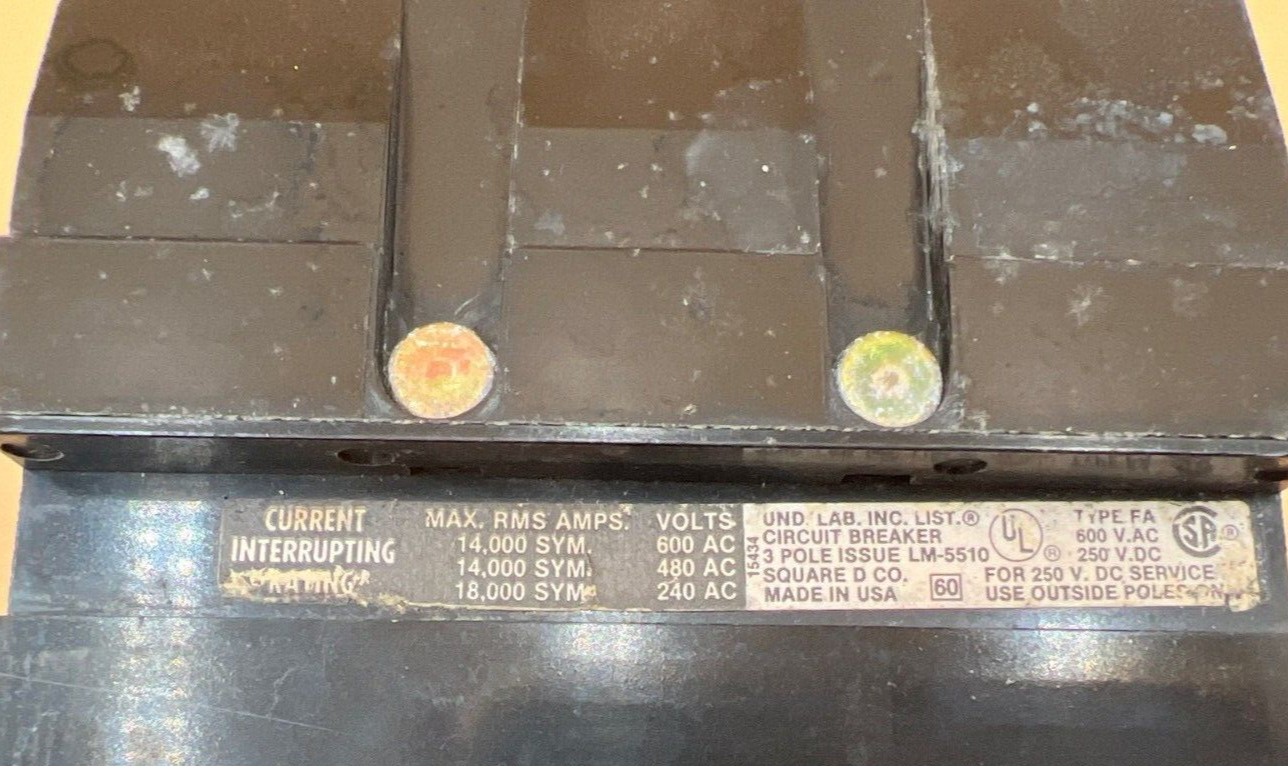 CURRENT
INTERRUPTING
RATING
MAX. RMS AMPS. VOLTS
14,000 SYM. 600 AC
14,000 SYM. 480 AC
18,000 SYM. 240 AC
15434
UND. LAB. INC. LIST.®
CIRCUIT BREAKER
3 POLE ISSUE LM-5510
SQUARE D CO.
MADE IN USA 60
UL ®
TYPE FA
600 V.AC
250 V.DC
SA ®
FOR 250 V. DC SERVICE
USE OUTSIDE POLES